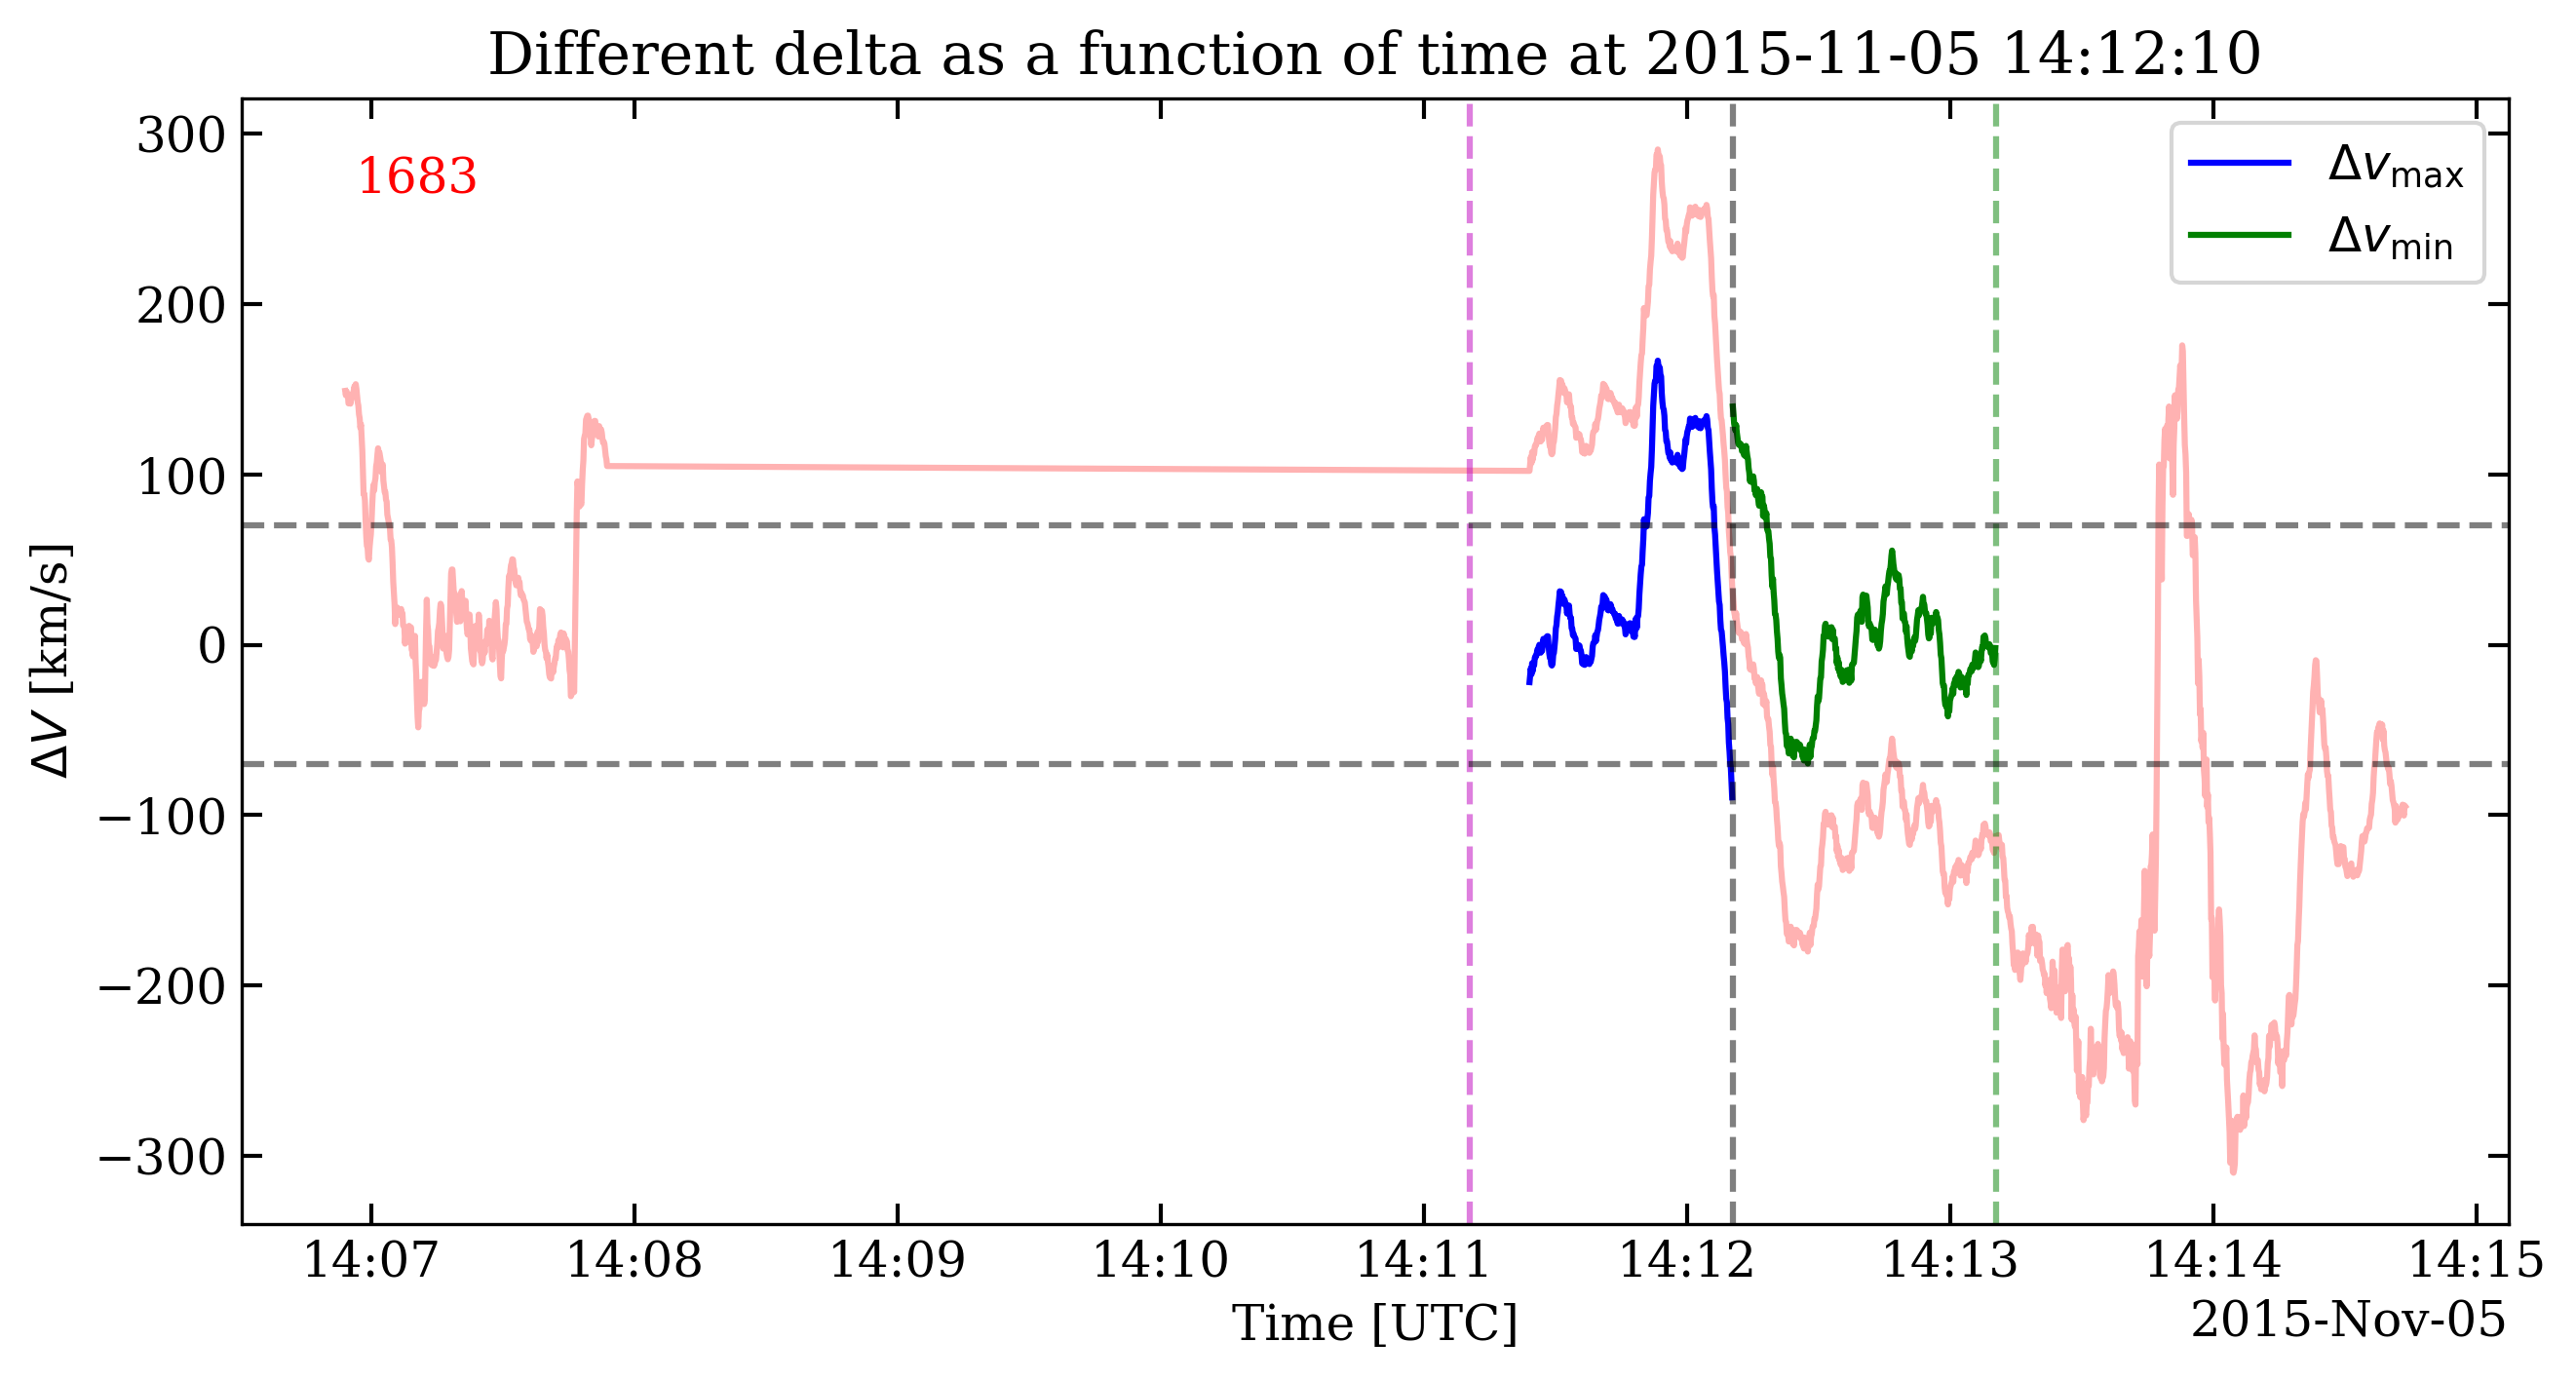 Different delta as a function of time at 2015-11-05 14:12:10
1683
Δv_max
Δv_min
300
200
100
0
−100
−200
−300
ΔV [km/s]
14:07 14:08 14:09 14:10 14:11 14:12 14:13 14:14 14:15
Time [UTC]
2015-Nov-05